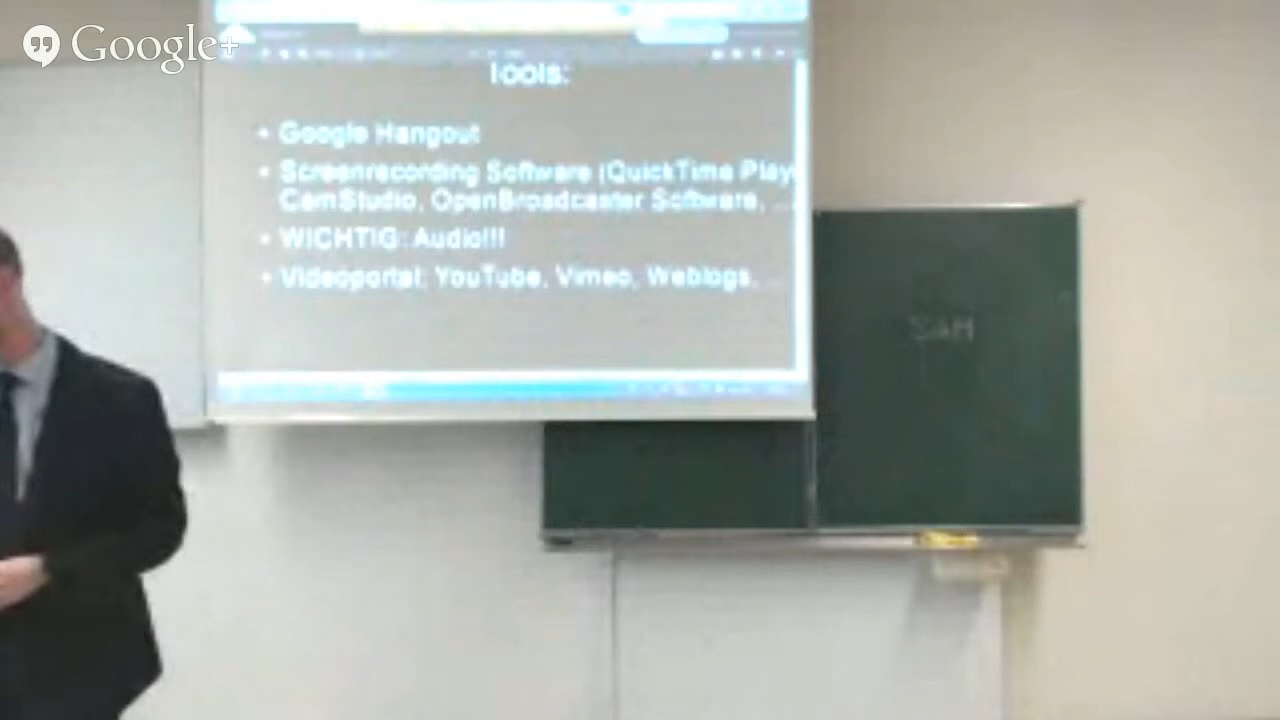 Google+
Tools:
• Google Hangout
• Screenrecording Software (QuickTime Play
CamStudio, OpenBroadcaster Software, ...
• WICHTIG: Audio!!!
• Videoportal: YouTube, Vimeo, Weblogs, ...